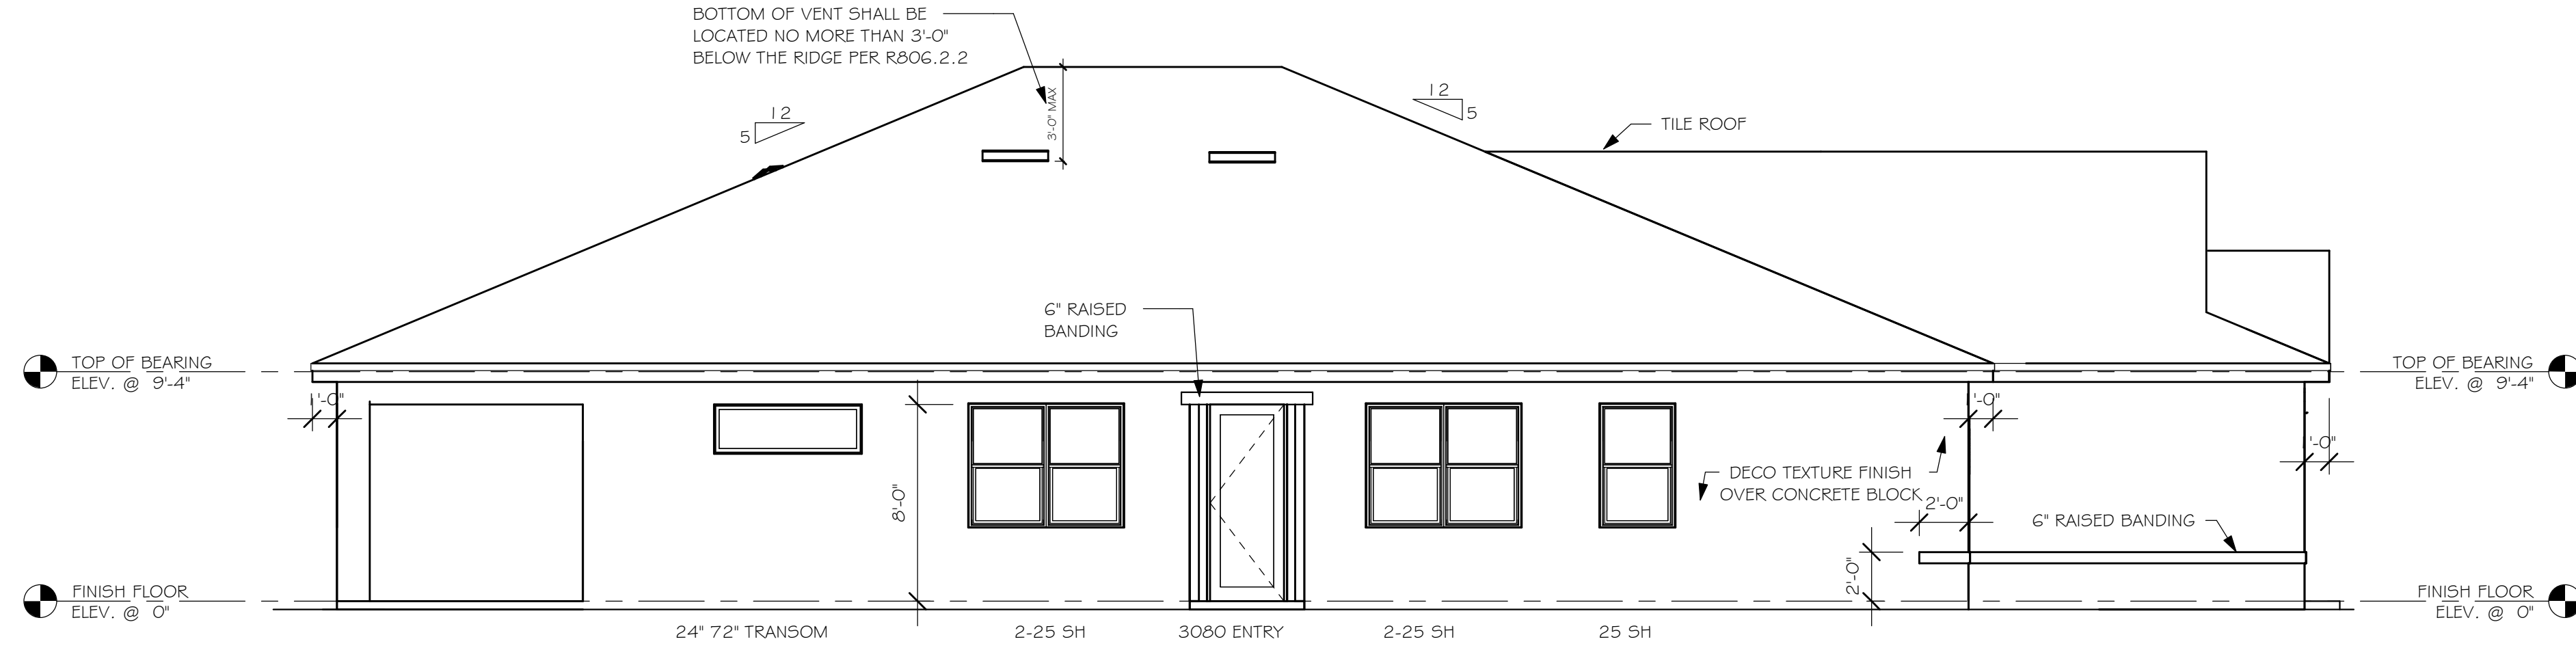 BOTTOM OF VENT SHALL BE
LOCATED NO MORE THAN 3'-0"
BELOW THE RIDGE PER R806.2.2
3'-0" MAX
12
5
12
5
TILE ROOF
6" RAISED
BANDING
TOP OF BEARING
ELEV. @ 9'-4"
TOP OF BEARING
ELEV. @ 9'-4"
1'-0"
1'-0"
1'-0"
8'-0"
DECO TEXTURE FINISH
OVER CONCRETE BLOCK
2'-0"
6" RAISED BANDING
2'-0"
FINISH FLOOR
ELEV. @ 0"
FINISH FLOOR
ELEV. @ 0"
24" 72" TRANSOM
2-25 SH
3080 ENTRY
2-25 SH
25 SH